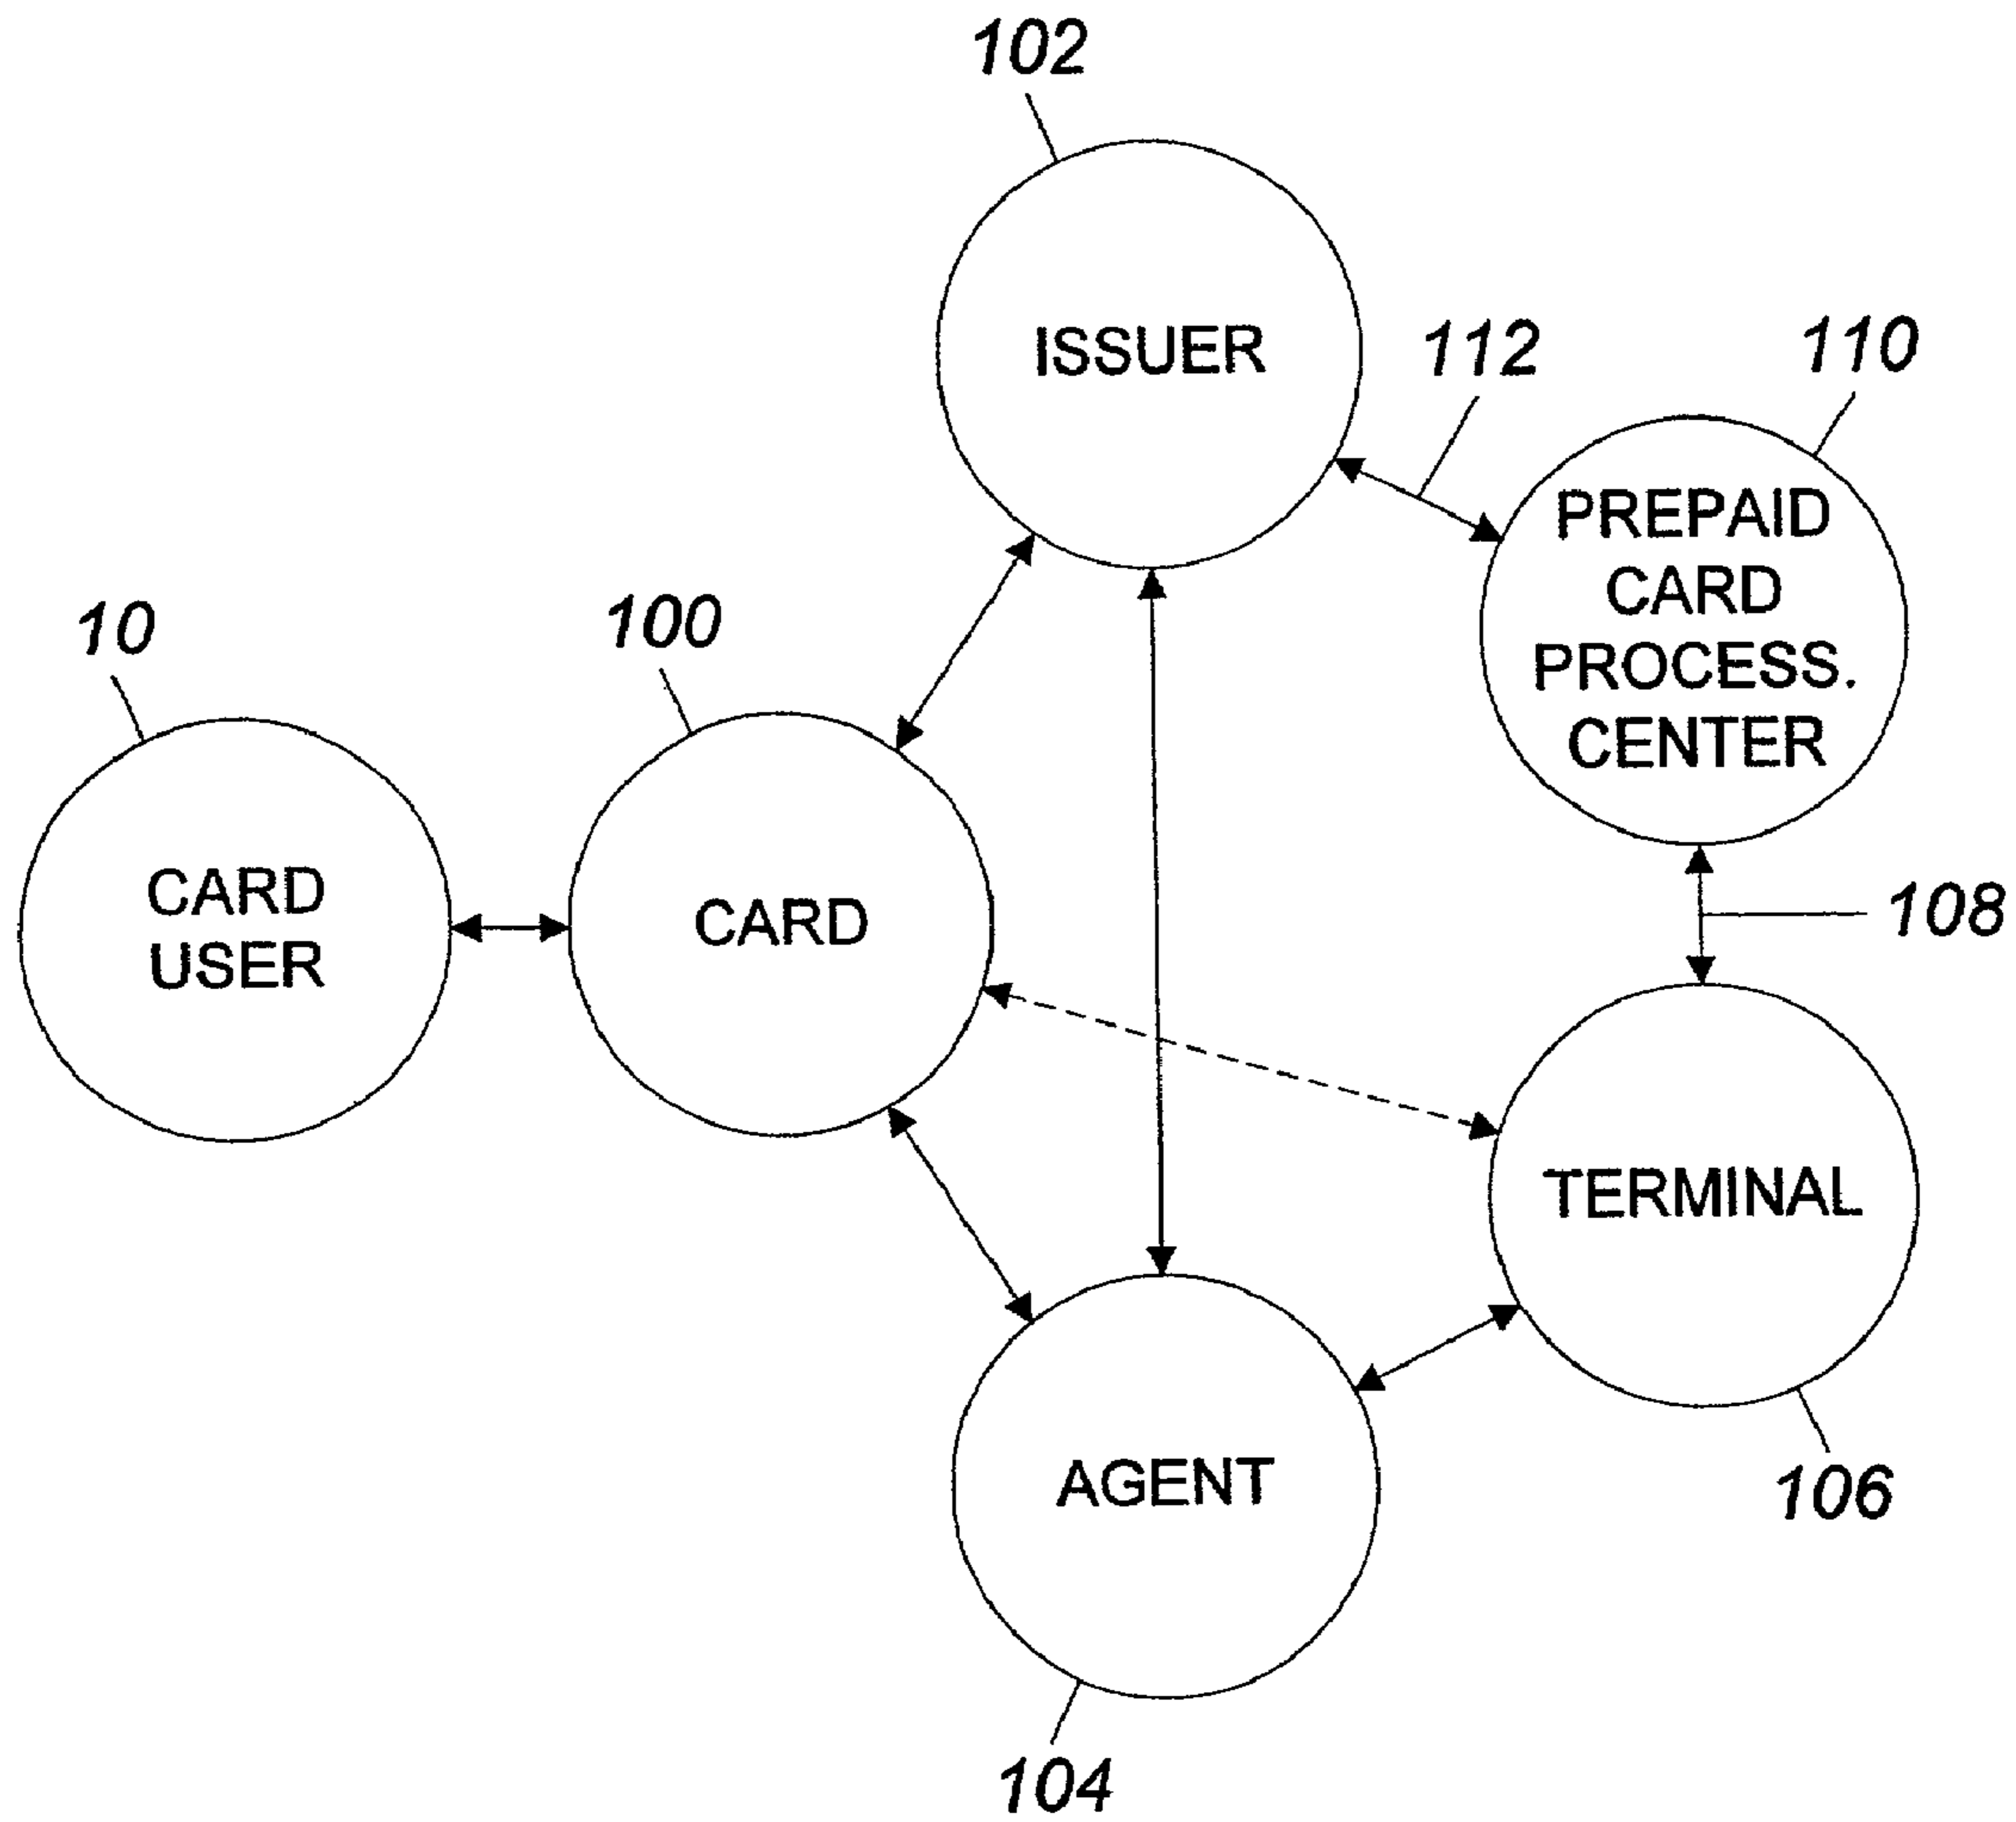 102
ISSUER
112
110
PREPAID
CARD
PROCESS.
CENTER
10
100
CARD
USER
CARD
108
TERMINAL
106
AGENT
104